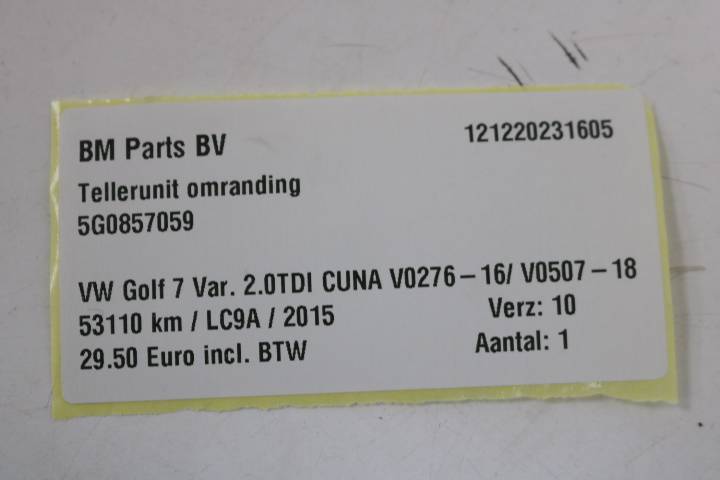 BM Parts BV 121220231605
Tellerunit omranding
5G0857059
VW Golf 7 Var. 2.0TDI CUNA V0276-16/ V0507-18
53110 km / LC9A / 2015 Verz: 10
29.50 Euro incl. BTW Aantal: 1